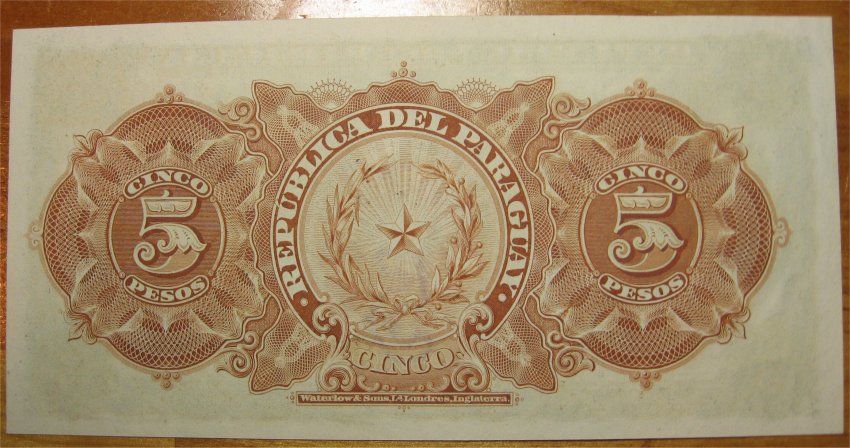 REPUBLICA DEL PARAGUAY
CINCO
5
PESOS
CINCO
5
PESOS
CINCO
Waterlow & Sons, Ld. Londres, Inglaterra.